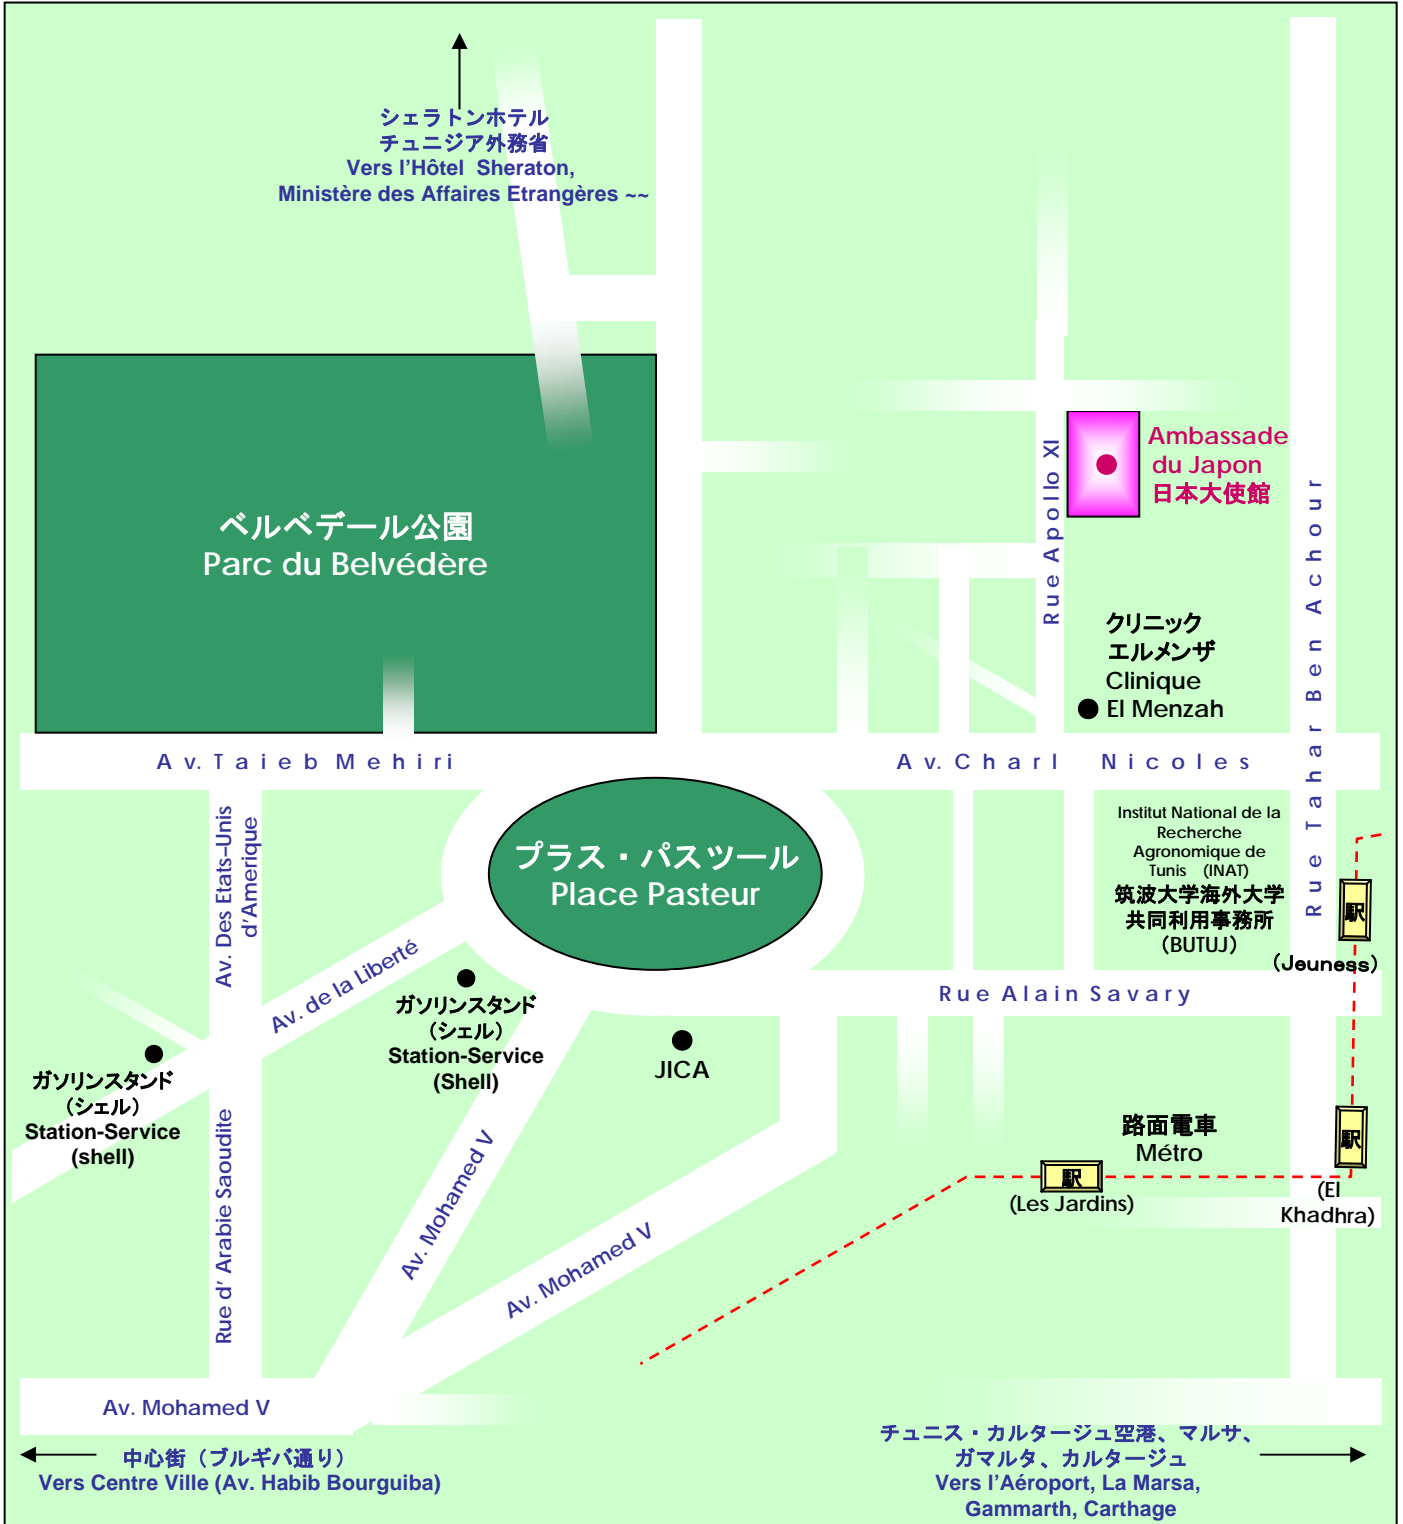 シェラトンホテル
チュニジア外務省
Vers l'Hôtel Sheraton,
Ministère des Affaires Etrangères ~~
ベルベデール公園
Parc du Belvédère
Rue Apollo XI
Ambassade
du Japon
日本大使館
Rue Tahar Ben Achour
クリニック
エルメンザ
Clinique
El Menzah
Av. Taieb Mehiri
Av. Charl Nicoles
Av. Des Etats-Unis
d'Amerique
プラス・パスツール
Place Pasteur
Institut National de la
Recherche
Agronomique de
Tunis (INAT)
筑波大学海外大学
共同利用事務所
(BUTUJ)
駅
(Jeuness)
Av. de la Liberté
ガソリンスタンド
(シェル)
Station-Service
(Shell)
Rue Alain Savary
JICA
ガソリンスタンド
(シェル)
Station-Service
(shell)
Rue d' Arabie Saoudite
Av. Mohamed V
Av. Mohamed V
路面電車
Métro
駅
(Les Jardins)
駅
(El
Khadhra)
Av. Mohamed V
中心街（ブルギバ通り）
Vers Centre Ville (Av. Habib Bourguiba)
チュニス・カルタージュ空港、マルサ、
ガマルタ、カルタージュ
Vers l'Aéroport, La Marsa,
Gammarth, Carthage